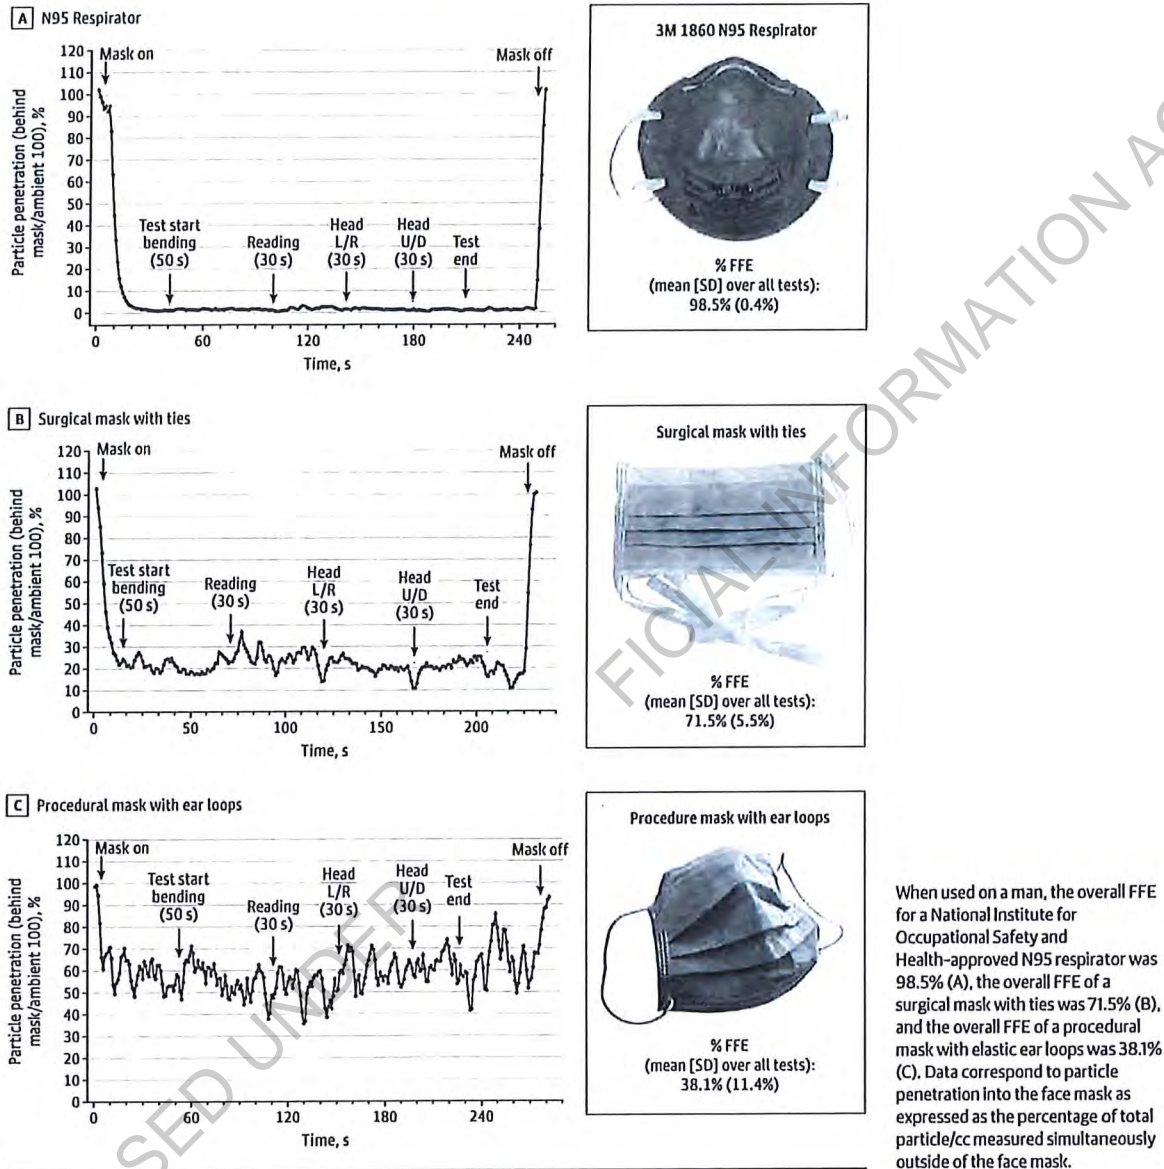 A N95 Respirator
120
110
100
90
80
70
60
50
40
30
20
10
0
Particle penetration (behind
mask/ambient 100), %
Mask on
Test start
bending
(50 s)
Reading
(30 s)
Head
L/R
(30 s)
Head
U/D
(30 s)
Test
end
Mask off
0 60 120 180 240
Time, s
3M 1860 N95 Respirator
% FFE
(mean [SD] over all tests):
98.5% (0.4%)
B Surgical mask with ties
120
110
100
90
80
70
60
50
40
30
20
10
0
Particle penetration (behind
mask/ambient 100), %
Mask on
Test start
bending
(50 s)
Reading
(30 s)
Head
L/R
(30 s)
Head
U/D
(30 s)
Test
end
Mask off
0 50 100 150 200
Time, s
Surgical mask with ties
% FFE
(mean [SD] over all tests):
71.5% (5.5%)
C Procedural mask with ear loops
120
110
100
90
80
70
60
50
40
30
20
10
0
Particle penetration (behind
mask/ambient 100), %
Mask on
Test start
bending
(50 s)
Reading
(30 s)
Head
L/R
(30 s)
Head
U/D
(30 s)
Test
end
Mask off
0 60 120 180 240
Time, s
Procedure mask with ear loops
% FFE
(mean [SD] over all tests):
38.1% (11.4%)
When used on a man, the overall FFE
for a National Institute for
Occupational Safety and
Health-approved N95 respirator was
98.5% (A), the overall FFE of a
surgical mask with ties was 71.5% (B),
and the overall FFE of a procedural
mask with elastic ear loops was 38.1%
(C). Data correspond to particle
penetration into the face mask as
expressed as the percentage of total
particle/cc measured simultaneously
outside of the face mask.
SED UNDER
FICIAL INFORMATION AC